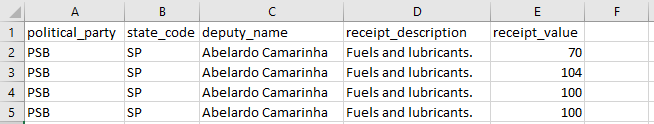 A B C D E F
1 political_party state_code deputy_name receipt_description receipt_value
2 PSB SP Abelardo Camarinha Fuels and lubricants. 70
3 PSB SP Abelardo Camarinha Fuels and lubricants. 104
4 PSB SP Abelardo Camarinha Fuels and lubricants. 100
5 PSB SP Abelardo Camarinha Fuels and lubricants. 100